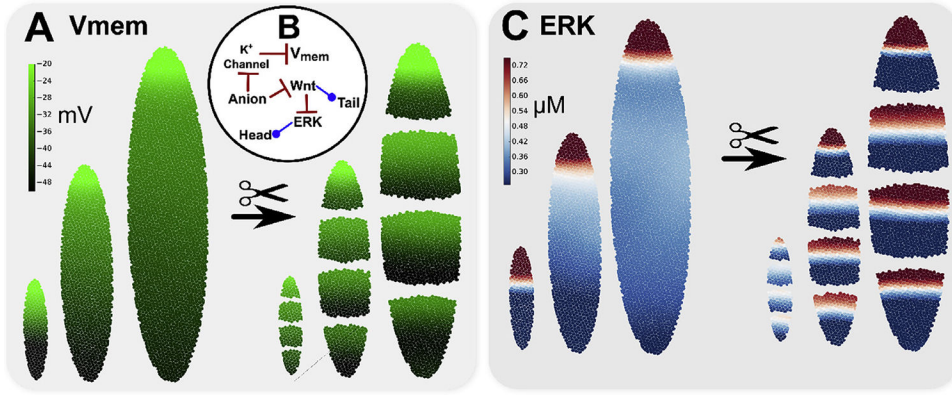 A Vmem
−20
−24
−28
−32
−36
−40
−44
−48
mV
B
K+
Channel
Vmem
Anion
Wnt
Tail
ERK
Head
C ERK
0.72
0.66
0.60
0.54
0.48
0.42
0.36
0.30
µM